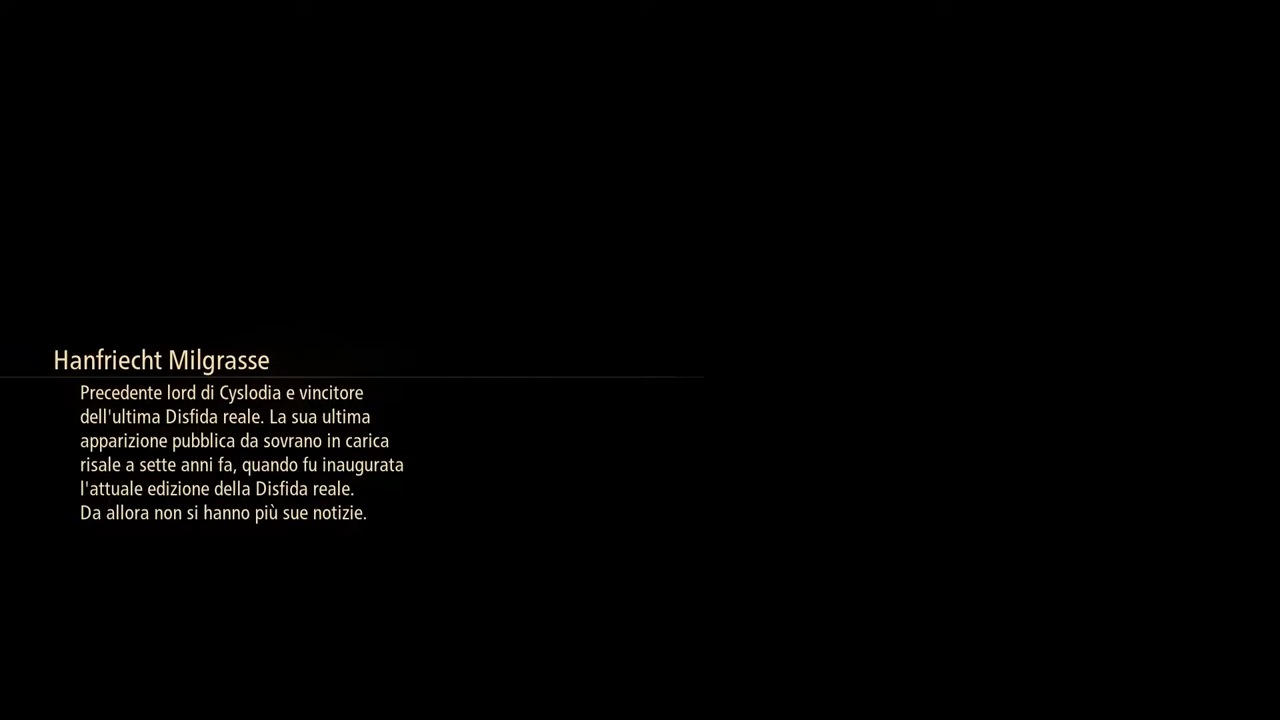 Hanfriecht Milgrasse
Precedente lord di Cyslodia e vincitore
dell'ultima Disfida reale. La sua ultima
apparizione pubblica da sovrano in carica
risale a sette anni fa, quando fu inaugurata
l'attuale edizione della Disfida reale.
Da allora non si hanno più sue notizie.